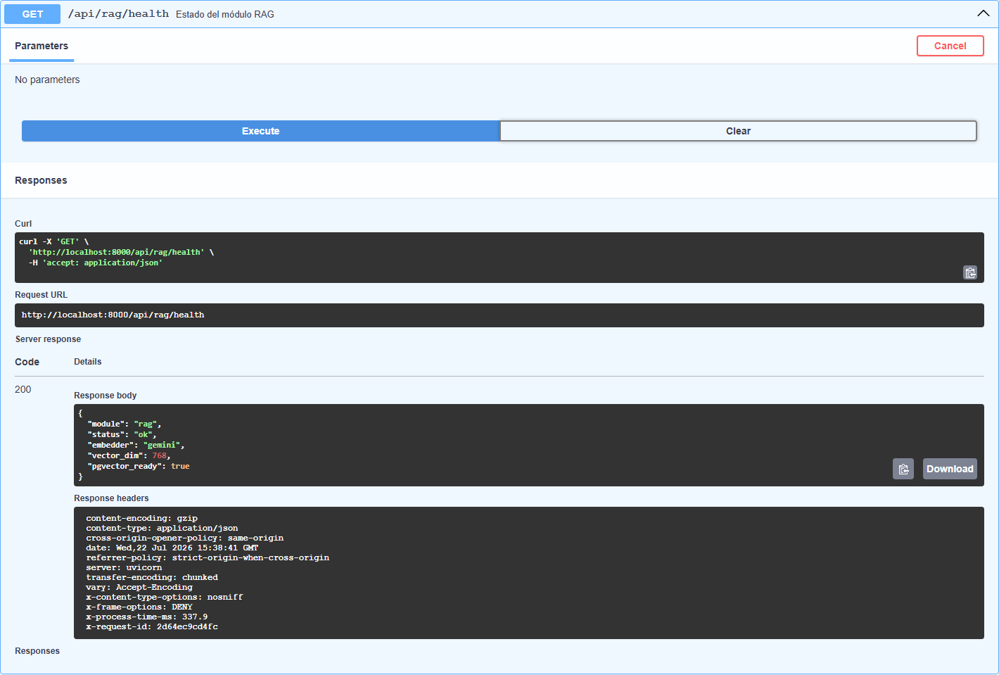 GET /api/rag/health Estado del módulo RAG
Parameters
Cancel
No parameters
Execute
Clear
Responses
Curl
curl -X 'GET' \
  'http://localhost:8000/api/rag/health' \
  -H 'accept: application/json'
Request URL
http://localhost:8000/api/rag/health
Server response
Code Details
200
Response body
{
  "module": "rag",
  "status": "ok",
  "embedder": "gemini",
  "vector_dim": 768,
  "pgvector_ready": true
}
Download
Response headers
content-encoding: gzip
content-type: application/json
cross-origin-opener-policy: same-origin
date: Wed,22 Jul 2026 15:38:41 GMT
referrer-policy: strict-origin-when-cross-origin
server: uvicorn
transfer-encoding: chunked
vary: Accept-Encoding
x-content-type-options: nosniff
x-frame-options: DENY
x-process-time-ms: 337.9
x-request-id: 2d64ec9cd4fc
Responses